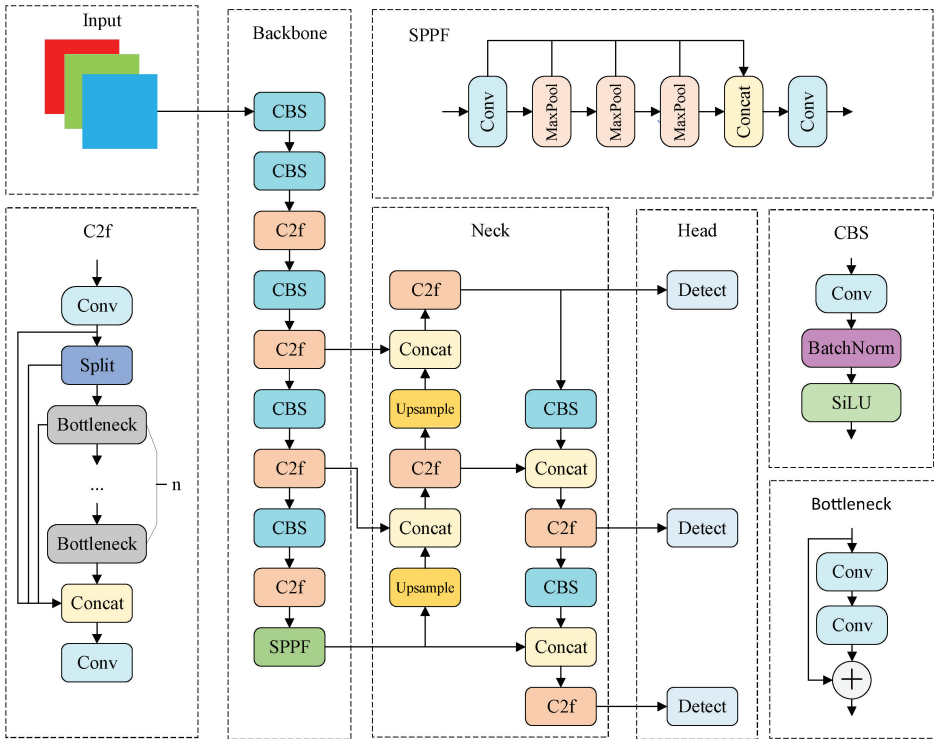 Input
Backbone
CBS
CBS
C2f
CBS
C2f
CBS
C2f
CBS
C2f
SPPF
SPPF
Conv
MaxPool
MaxPool
MaxPool
Concat
Conv
C2f
Conv
Split
Bottleneck
...
n
Bottleneck
Concat
Conv
Neck
C2f
Concat
Upsample
C2f
Concat
Upsample
CBS
Concat
C2f
CBS
Concat
C2f
Head
Detect
Detect
Detect
CBS
Conv
BatchNorm
SiLU
Bottleneck
Conv
Conv
+